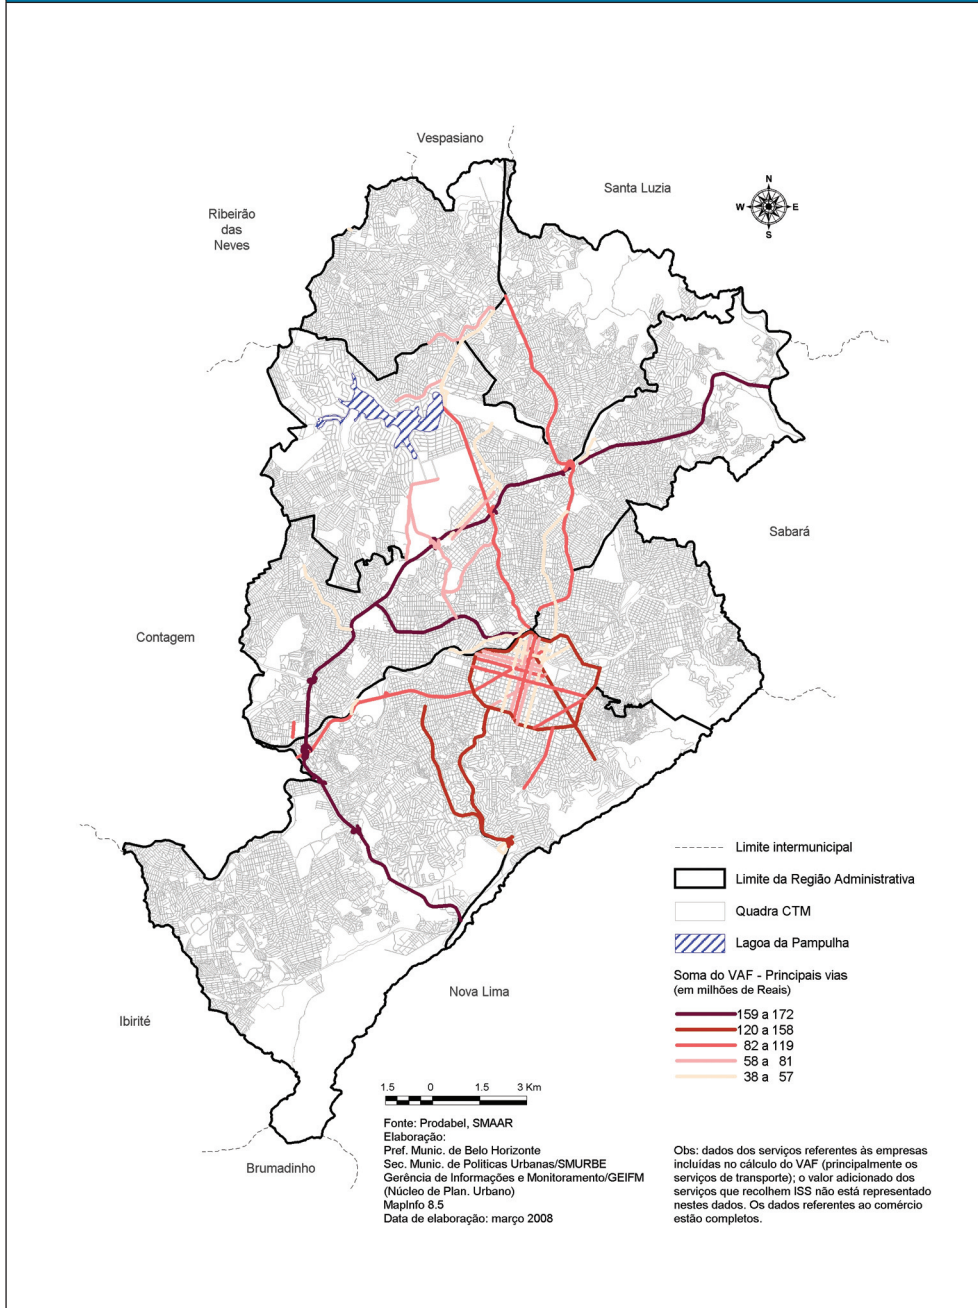 Vespasiano
Santa Luzia
Ribeirão
das
Neves
N
W E
S
Sabará
Contagem
Limite intermunicipal
Limite da Região Administrativa
Quadra CTM
Lagoa da Pampulha
Soma do VAF - Principais vias
(em milhões de Reais)
159 a 172
120 a 158
82 a 119
58 a 81
38 a 57
Nova Lima
Ibirité
1.5 0 1.5 3 Km
Fonte: Prodabel, SMAAR
Elaboração:
Pref. Munic. de Belo Horizonte
Sec. Munic. de Politicas Urbanas/SMURBE
Gerência de Informações e Monitoramento/GEIFM
(Núcleo de Plan. Urbano)
MapInfo 8.5
Data de elaboração: março 2008
Brumadinho
Obs: dados dos serviços referentes às empresas
incluídas no cálculo do VAF (principalmente os
serviços de transporte); o valor adicionado dos
serviços que recolhem ISS não está representado
nestes dados. Os dados referentes ao comércio
estão completos.